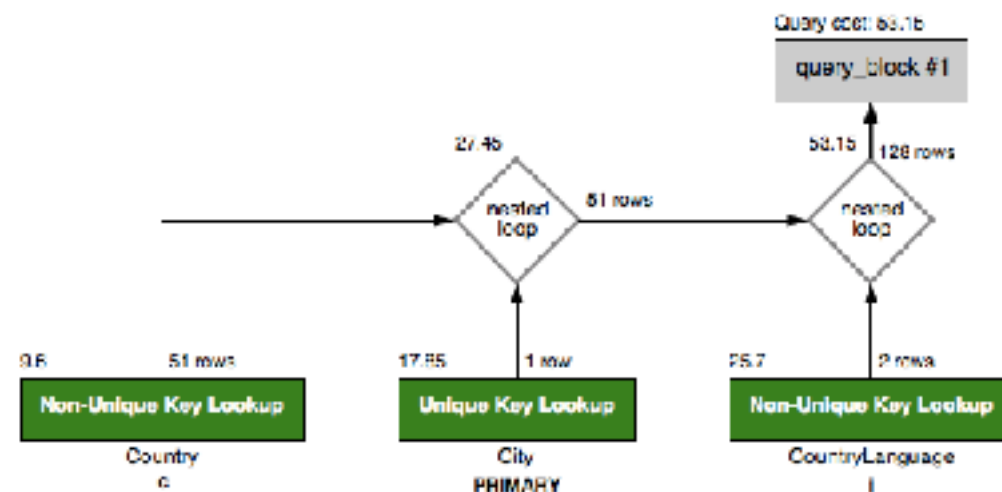 Query cost: 53.15
query_block #1
27.45
53.15
128 rows
nested
loop
51 rows
nested
loop
9.6
51 rows
17.85
1 row
25.7
2 rows
Non-Unique Key Lookup
Unique Key Lookup
Non-Unique Key Lookup
Country
City
CountryLanguage
c
PRIMARY